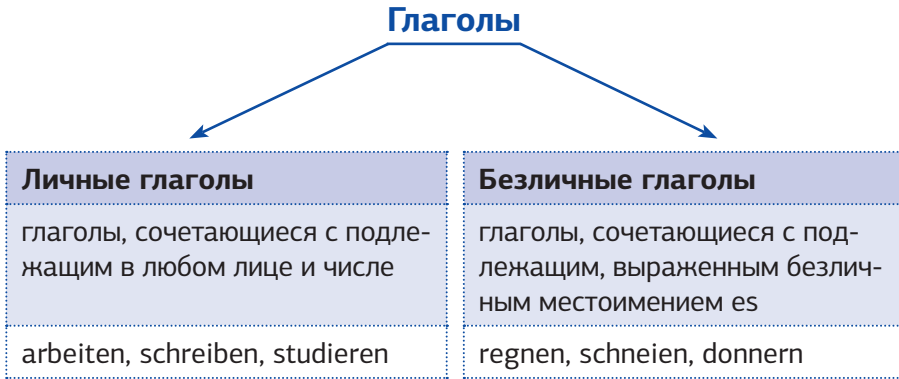 Глаголы
Личные глаголы
глаголы, сочетающиеся с подле-
жащим в любом лице и числе
arbeiten, schreiben, studieren
Безличные глаголы
глаголы, сочетающиеся с под-
лежащим, выраженным безлич-
ным местоимением es
regnen, schneien, donnern